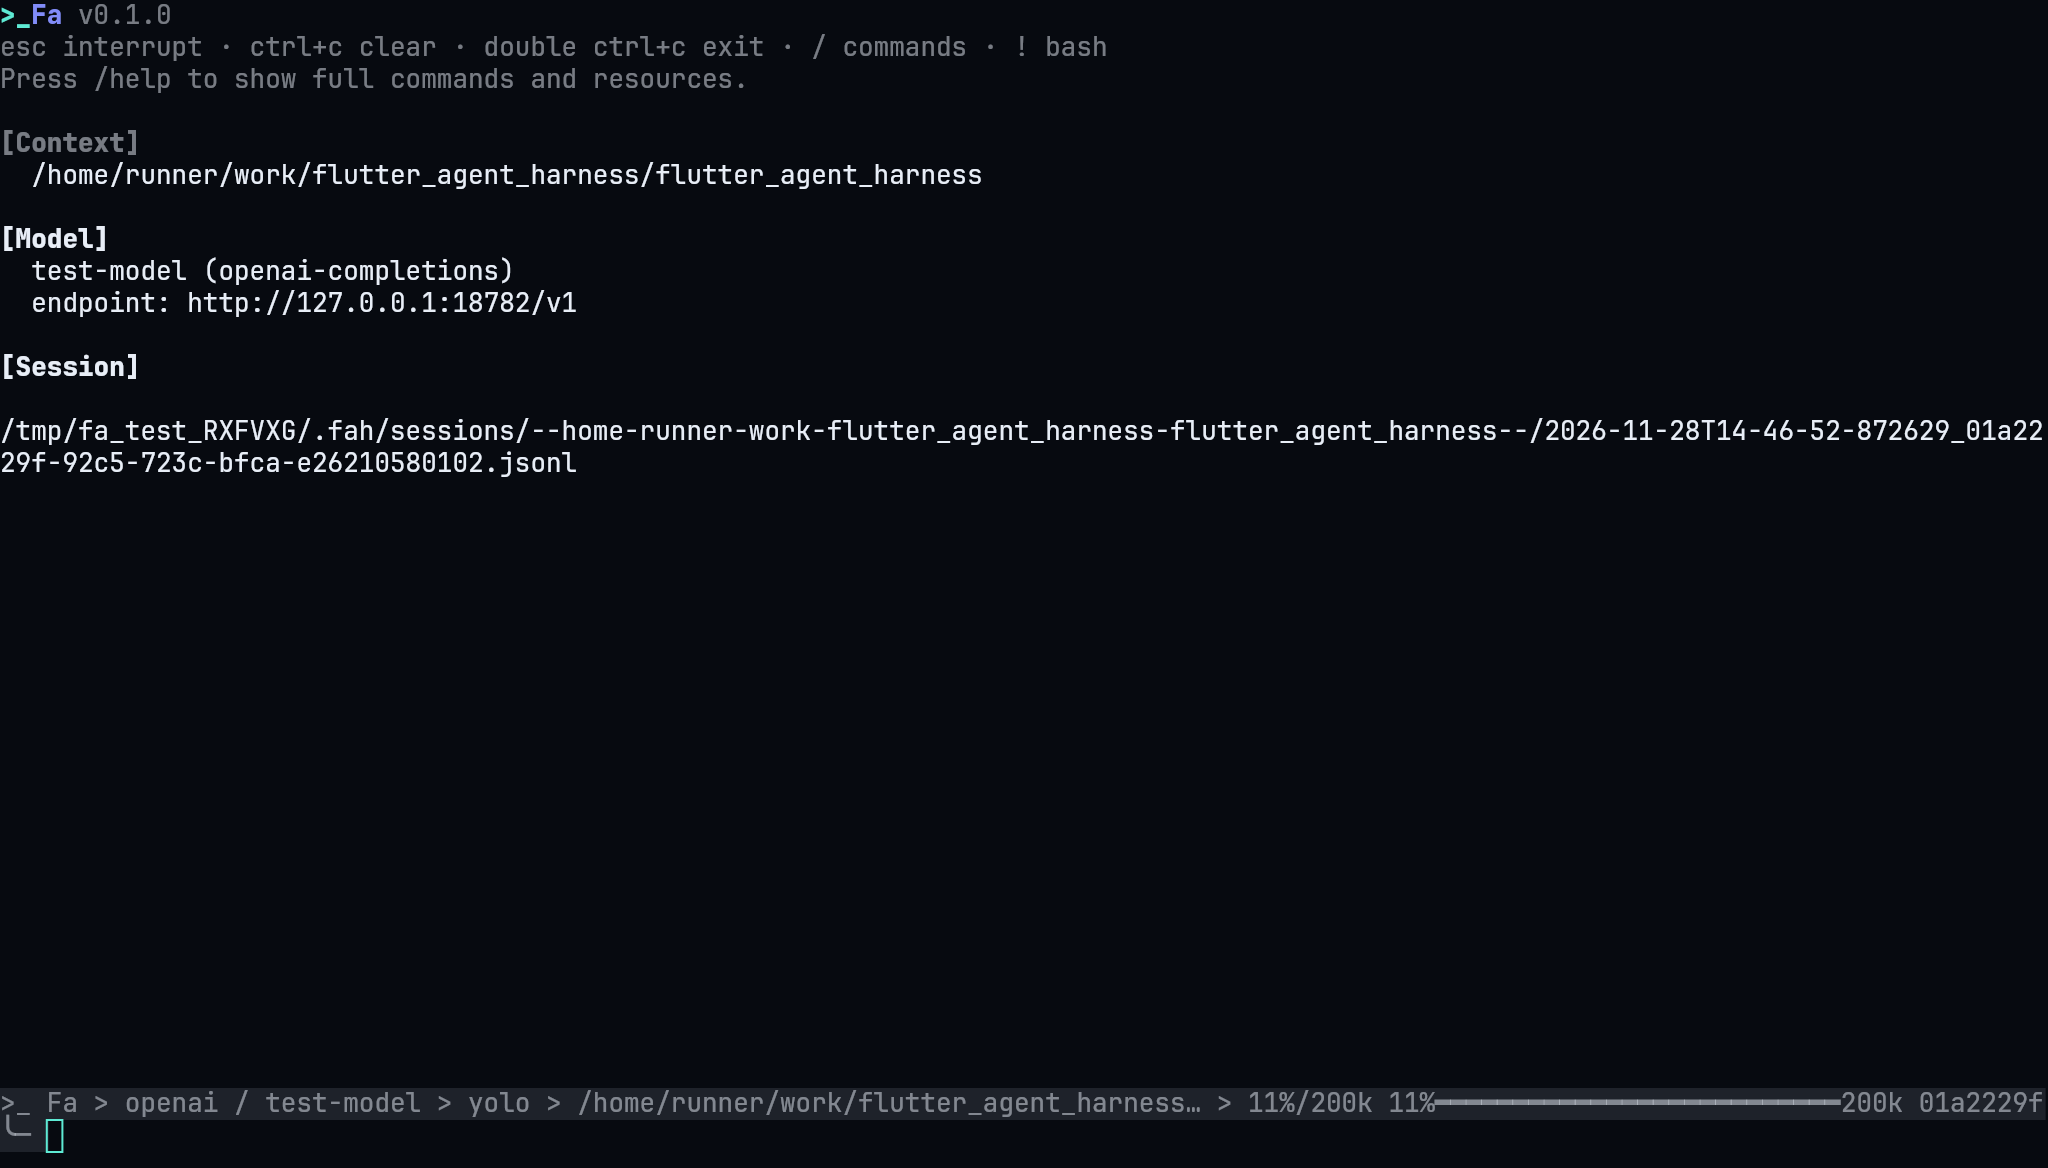 >_Fa v0.1.0
esc interrupt · ctrl+c clear · double ctrl+c exit · / commands · ! bash
Press /help to show full commands and resources.
[Context]
/home/runner/work/flutter_agent_harness/flutter_agent_harness
[Model]
test-model (openai-completions)
endpoint: http://127.0.0.1:18782/v1
[Session]
/tmp/fa_test_RXFVXG/.fah/sessions/--home-runner-work-flutter_agent_harness-flutter_agent_harness--/2026-11-28T14-46-52-872629_01a22
29f-92c5-723c-bfca-e26210580102.jsonl
>_ Fa > openai / test-model > yolo > /home/runner/work/flutter_agent_harness… > 11%/200k 11%━━━━━━━━━━━━━━━━━━━━━━━━━━200k 01a2229f